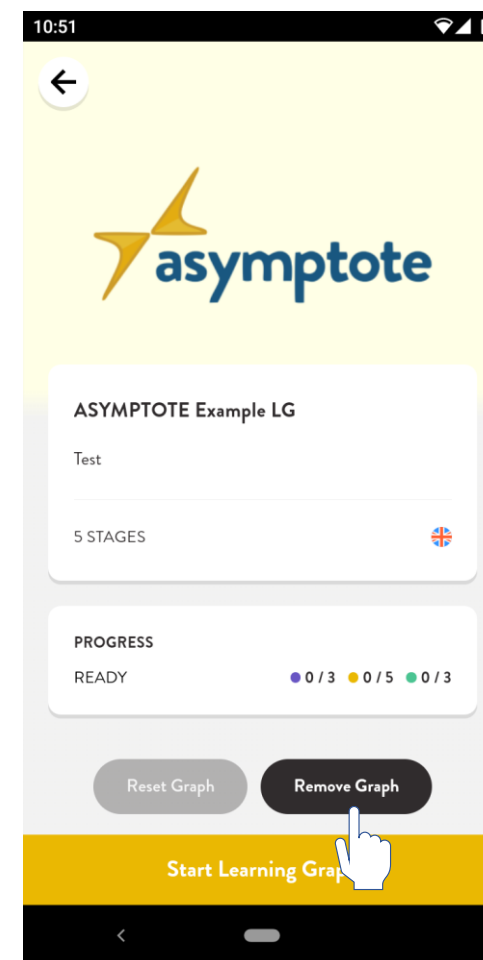 10:51
asymptote
ASYMPTOTE Example LG
Test
5 STAGES
PROGRESS
READY 0 / 3 0 / 5 0 / 3
Reset Graph Remove Graph
Start Learning Grap